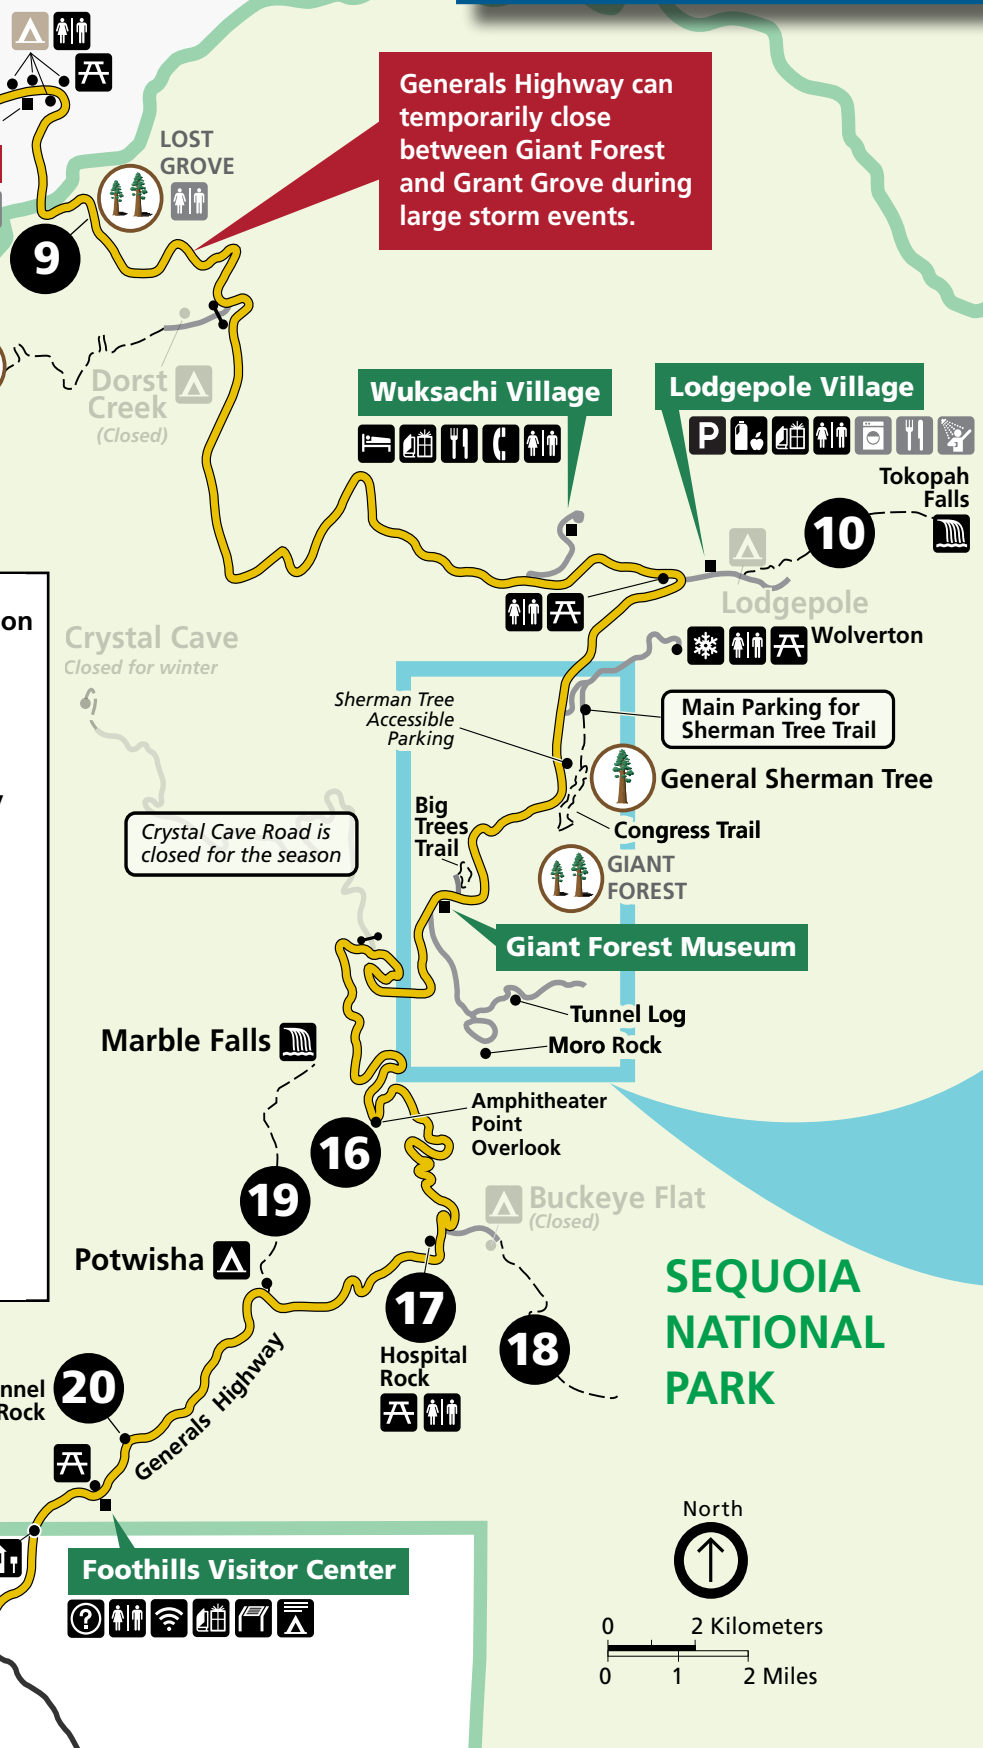 Generals Highway can
temporarily close
between Giant Forest
and Grant Grove during
large storm events.
LOST
GROVE
9
Dorst
Creek
(Closed)
Wuksachi Village
Lodgepole Village
P
Tokopah
Falls
10
Lodgepole
Wolverton
on
Crystal Cave
Closed for winter
Sherman Tree
Accessible
Parking
Main Parking for
Sherman Tree Trail
General Sherman Tree
Big
Trees
Trail
Congress Trail
Crystal Cave Road is
closed for the season
GIANT
FOREST
Giant Forest Museum
Tunnel Log
Moro Rock
Marble Falls
Amphitheater
Point
Overlook
16
19
Buckeye Flat
(Closed)
Potwisha
17
Hospital
Rock
18
SEQUOIA
NATIONAL
PARK
20
nnel
Rock
Generals Highway
Foothills Visitor Center
?
North
0 2 Kilometers
0 1 2 Miles